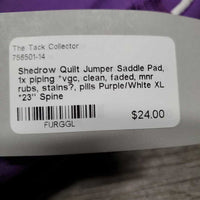 The Tack Collector
756501-14
Shedrow Quilt Jumper Saddle Pad,
1x piping *vgc, clean, faded, mnr
rubs, stains?, pills Purple/White XL
*23" Spine
$24.00
FURGGL